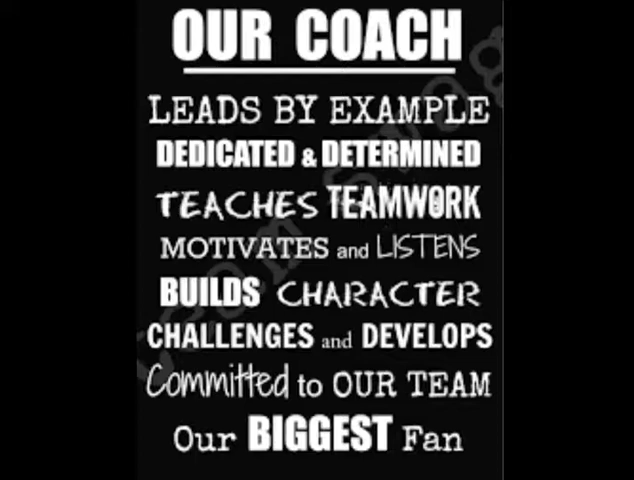 OUR COACH
LEADS BY EXAMPLE
DEDICATED & DETERMINED
TEACHES TEAMWORK
MOTIVATES and LISTENS
BUILDS CHARACTER
CHALLENGES and DEVELOPS
Committed to OUR TEAM
Our BIGGEST Fan